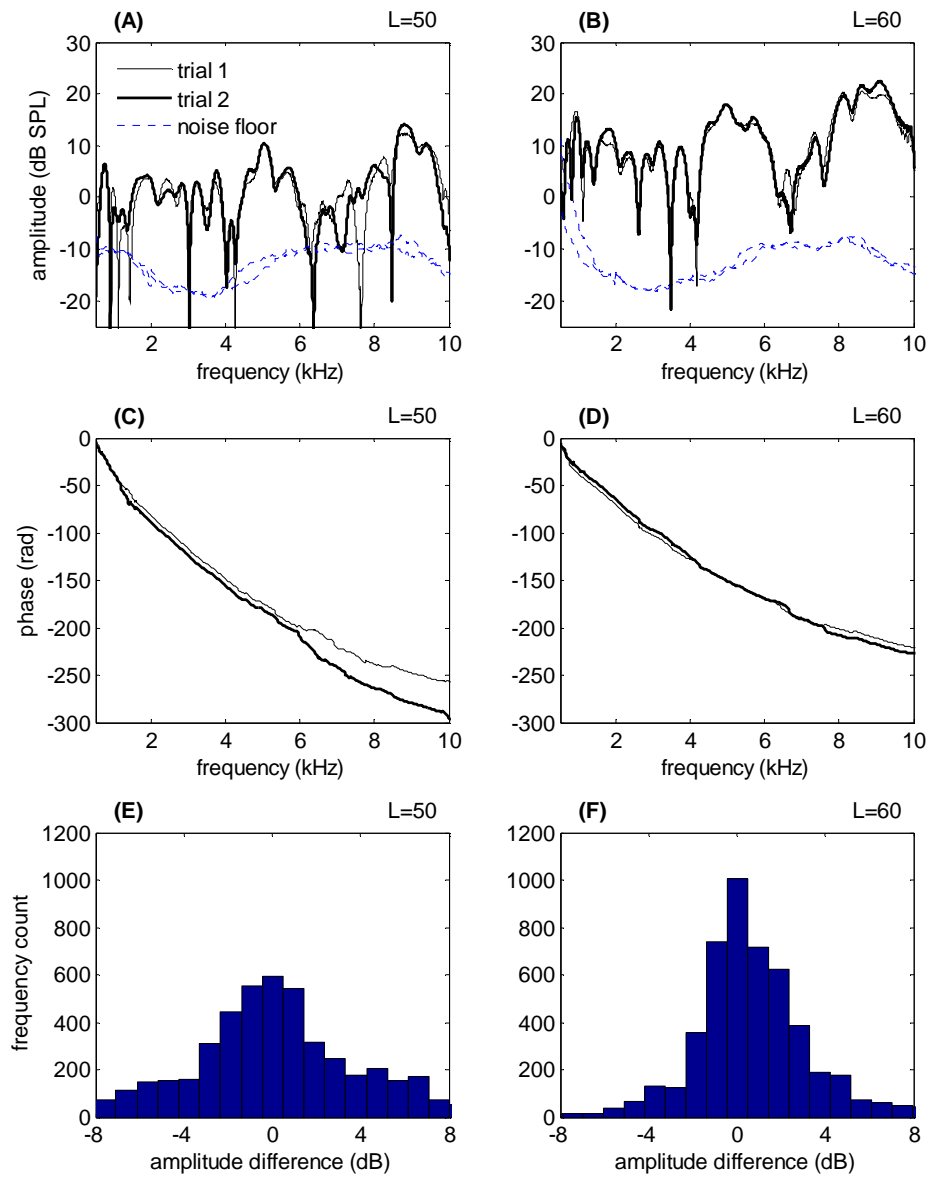 (A) L=50
30
20
10
0
-10
-20
amplitude (dB SPL)
trial 1
trial 2
noise floor
2 4 6 8 10
frequency (kHz)
(B) L=60
30
20
10
0
-10
-20
2 4 6 8 10
frequency (kHz)
(C) L=50
0
-50
-100
-150
-200
-250
-300
phase (rad)
2 4 6 8 10
frequency (kHz)
(D) L=60
0
-50
-100
-150
-200
-250
-300
2 4 6 8 10
frequency (kHz)
(E) L=50
1200
1000
800
600
400
200
0
frequency count
-8 -4 0 4 8
amplitude difference (dB)
(F) L=60
1200
1000
800
600
400
200
0
-8 -4 0 4 8
amplitude difference (dB)